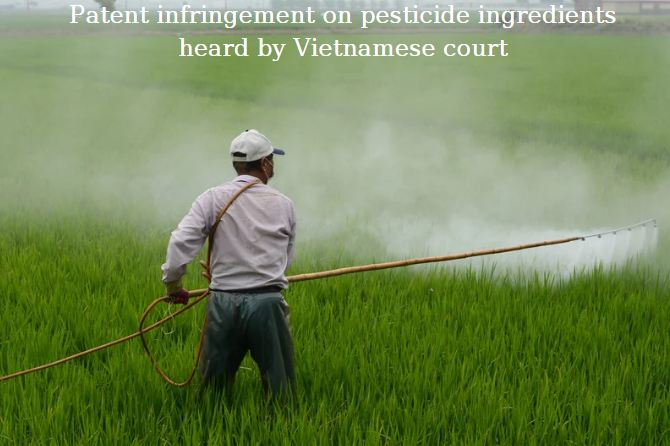 Patent infringement on pesticide ingredients
heard by Vietnamese court